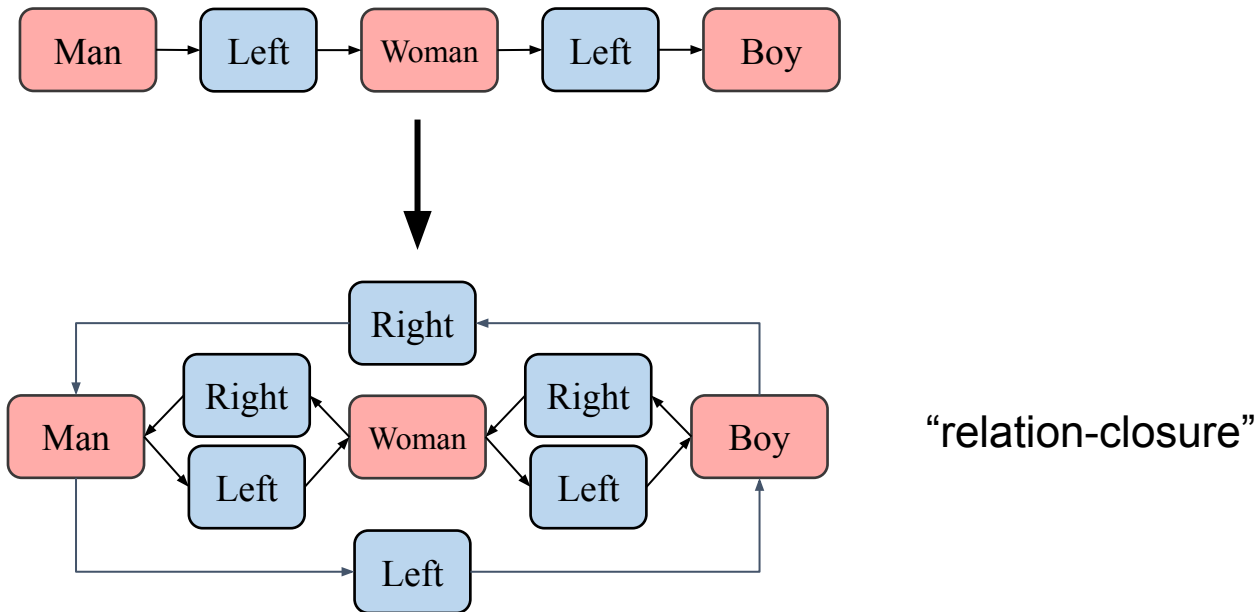 Man Left Woman Left Boy
Right
Right Right
Man Woman Boy
Left Left
Left
“relation-closure”